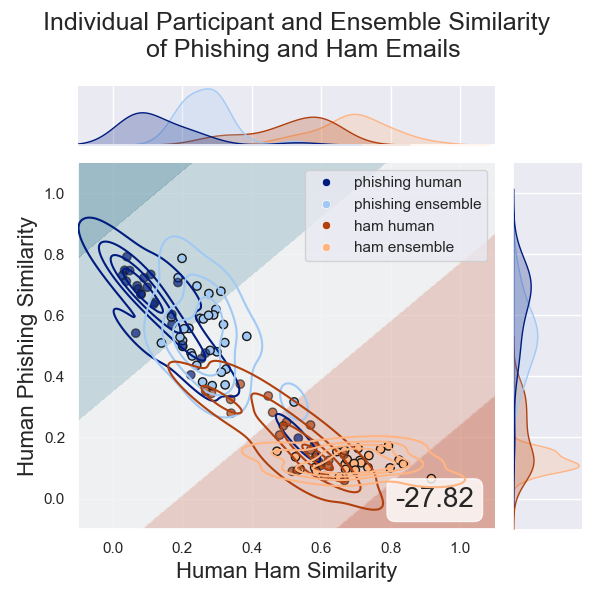 Individual Participant and Ensemble Similarity
of Phishing and Ham Emails
phishing human
phishing ensemble
ham human
ham ensemble
Human Phishing Similarity
1.0
0.8
0.6
0.4
0.2
0.0
-27.82
0.0 0.2 0.4 0.6 0.8 1.0
Human Ham Similarity